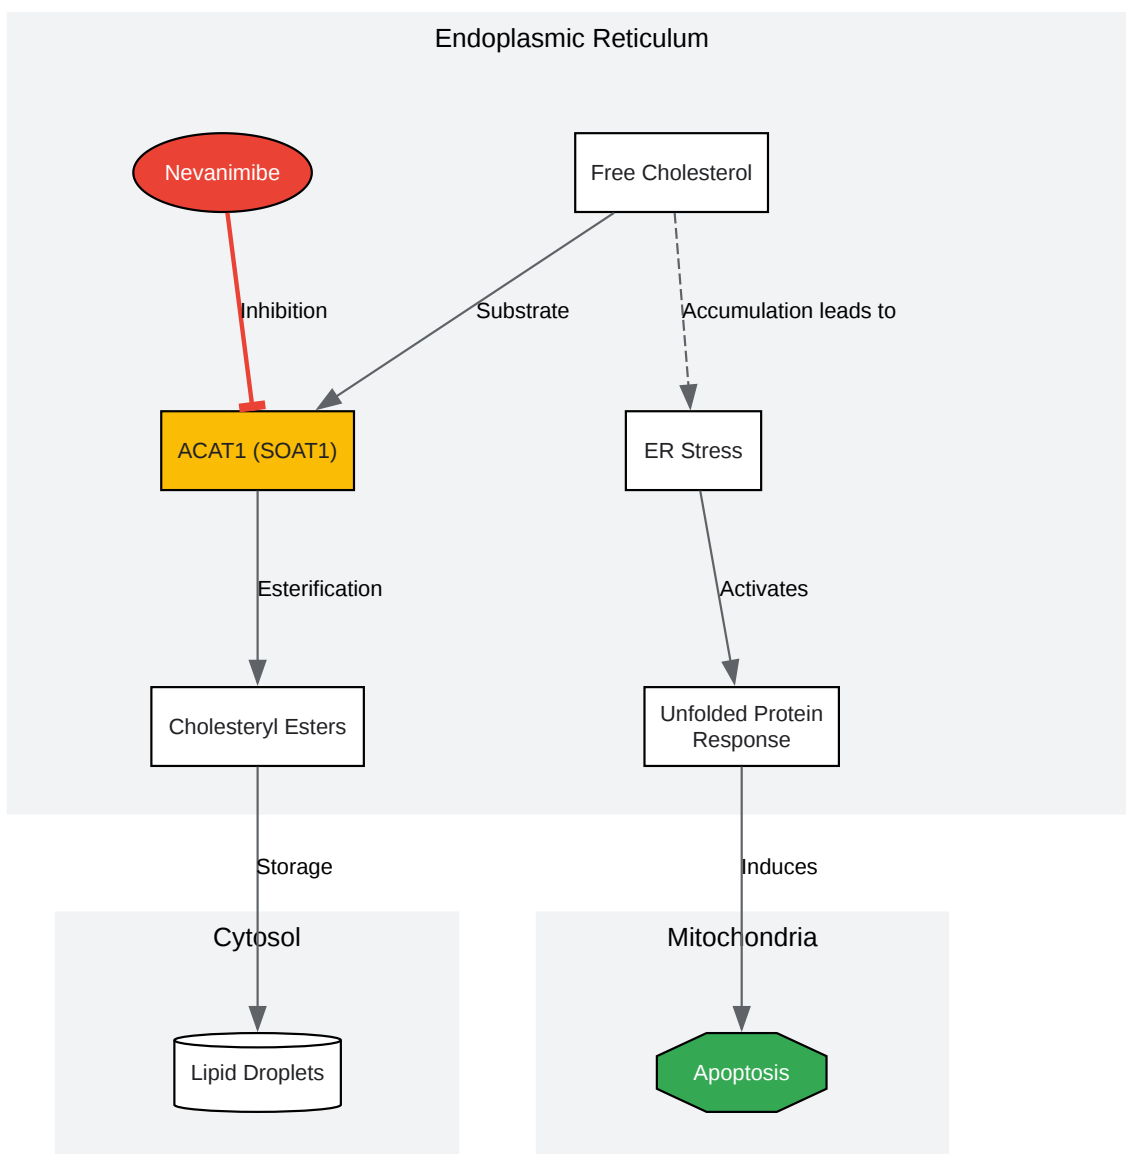 Endoplasmic Reticulum
Nevanimibe
Free Cholesterol
Inhibition
Substrate
Accumulation leads to
ACAT1 (SOAT1)
ER Stress
Esterification
Activates
Cholesteryl Esters
Unfolded Protein
Response
Storage
Induces
Cytosol
Mitochondria
Lipid Droplets
Apoptosis